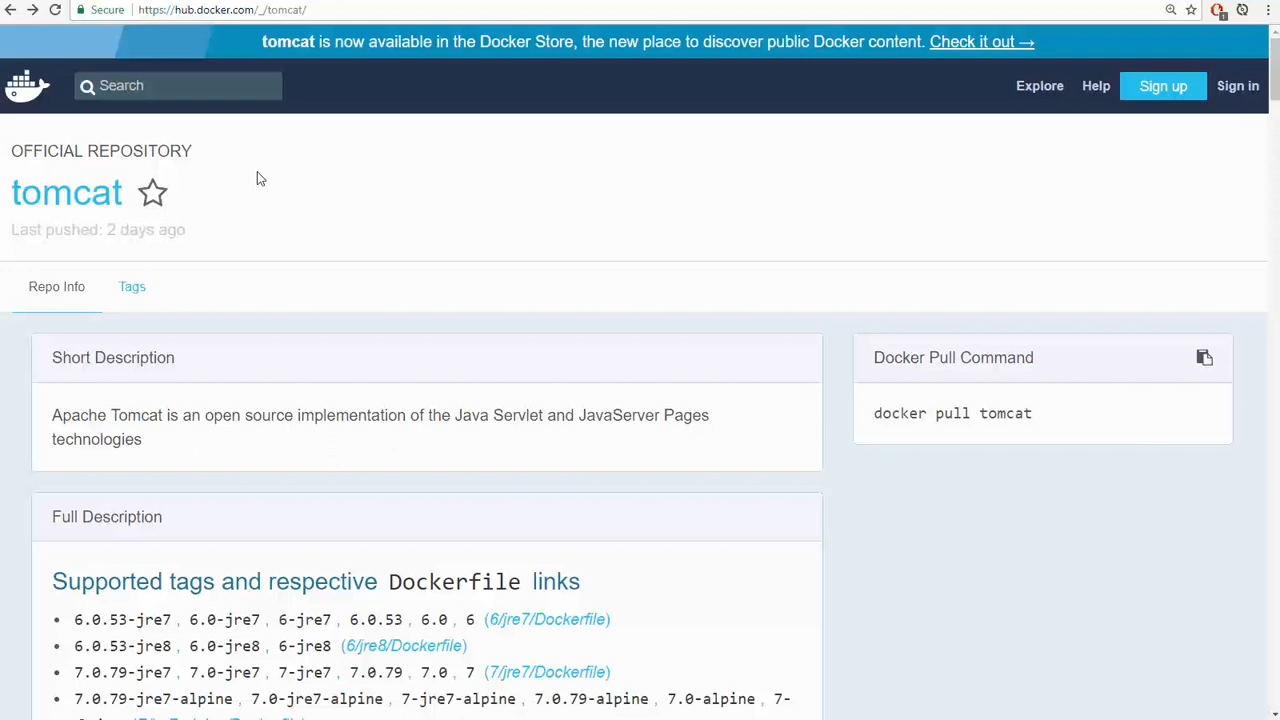 Secure https://hub.docker.com/_/tomcat/
1
tomcat is now available in the Docker Store, the new place to discover public Docker content. Check it out →
Search
Explore Help Sign up Sign in
OFFICIAL REPOSITORY
tomcat
Last pushed: 2 days ago
Repo Info Tags
Short Description
Apache Tomcat is an open source implementation of the Java Servlet and JavaServer Pages
technologies
Docker Pull Command
docker pull tomcat
Full Description
Supported tags and respective Dockerfile links
• 6.0.53-jre7 , 6.0-jre7 , 6-jre7 , 6.0.53 , 6.0 , 6 (6/jre7/Dockerfile)
• 6.0.53-jre8 , 6.0-jre8 , 6-jre8 (6/jre8/Dockerfile)
• 7.0.79-jre7 , 7.0-jre7 , 7-jre7 , 7.0.79 , 7.0 , 7 (7/jre7/Dockerfile)
• 7.0.79-jre7-alpine , 7.0-jre7-alpine , 7-jre7-alpine , 7.0.79-alpine , 7.0-alpine , 7-